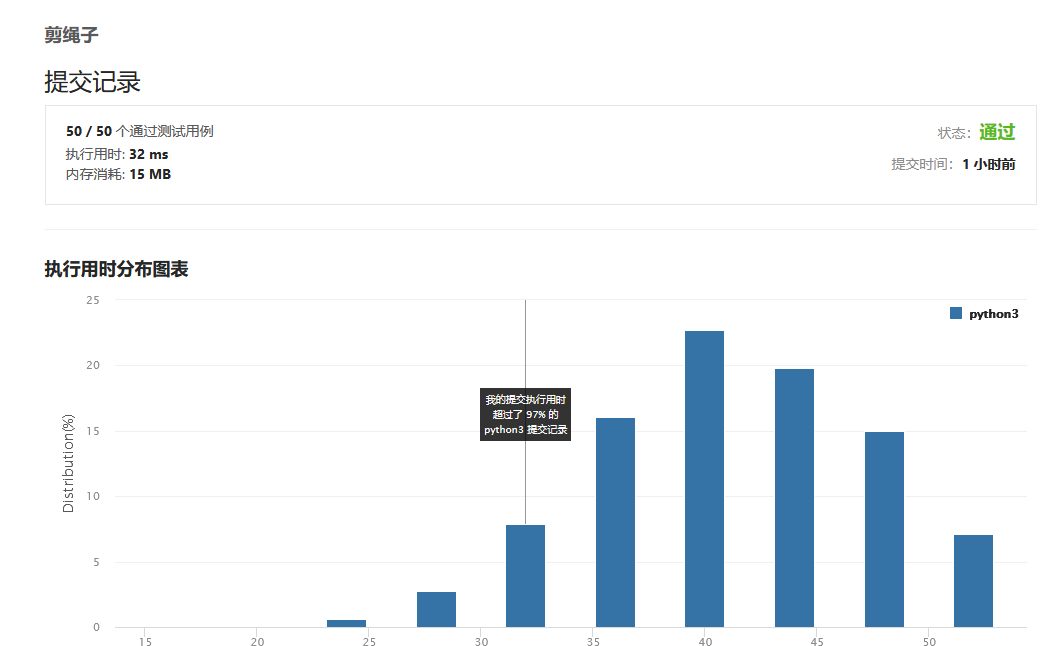 剪绳子
提交记录
50 / 50 个通过测试用例
状态: 通过
执行用时: 32 ms
提交时间: 1 小时前
内存消耗: 15 MB
执行用时分布图表
25
python3
20
我的提交执行用时
超过了 97% 的
python3 提交记录
15
Distribution(%)
10
5
0
15 20 25 30 35 40 45 50